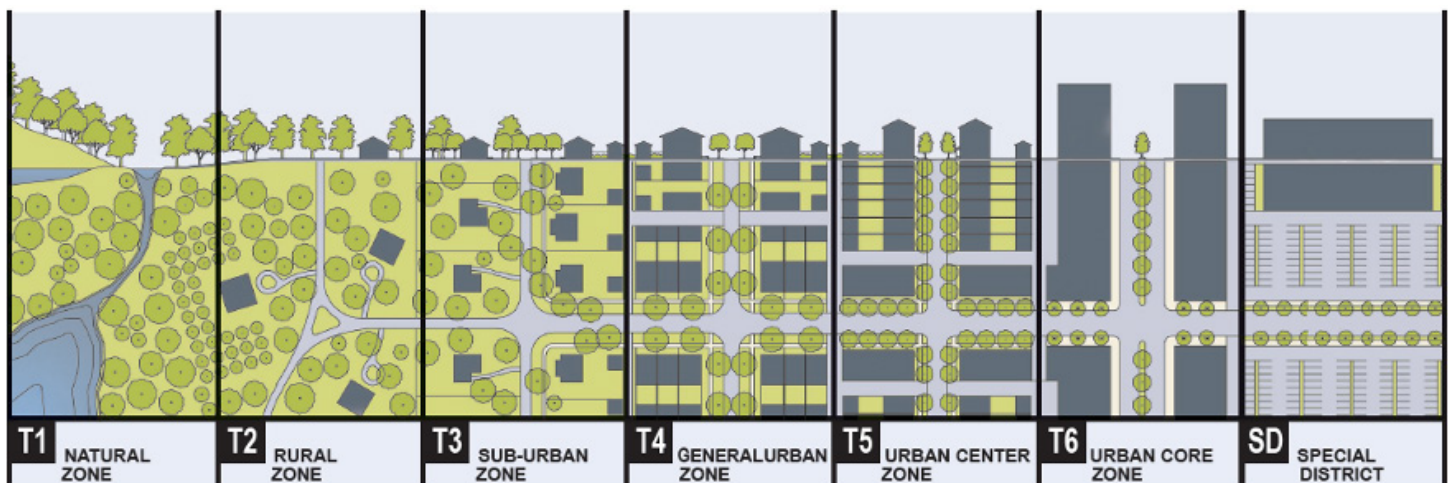 T1 NATURAL
ZONE
T2 RURAL
ZONE
T3 SUB-URBAN
ZONE
T4 GENERALURBAN
ZONE
T5 URBAN CENTER
ZONE
T6 URBAN CORE
ZONE
SD SPECIAL
DISTRICT